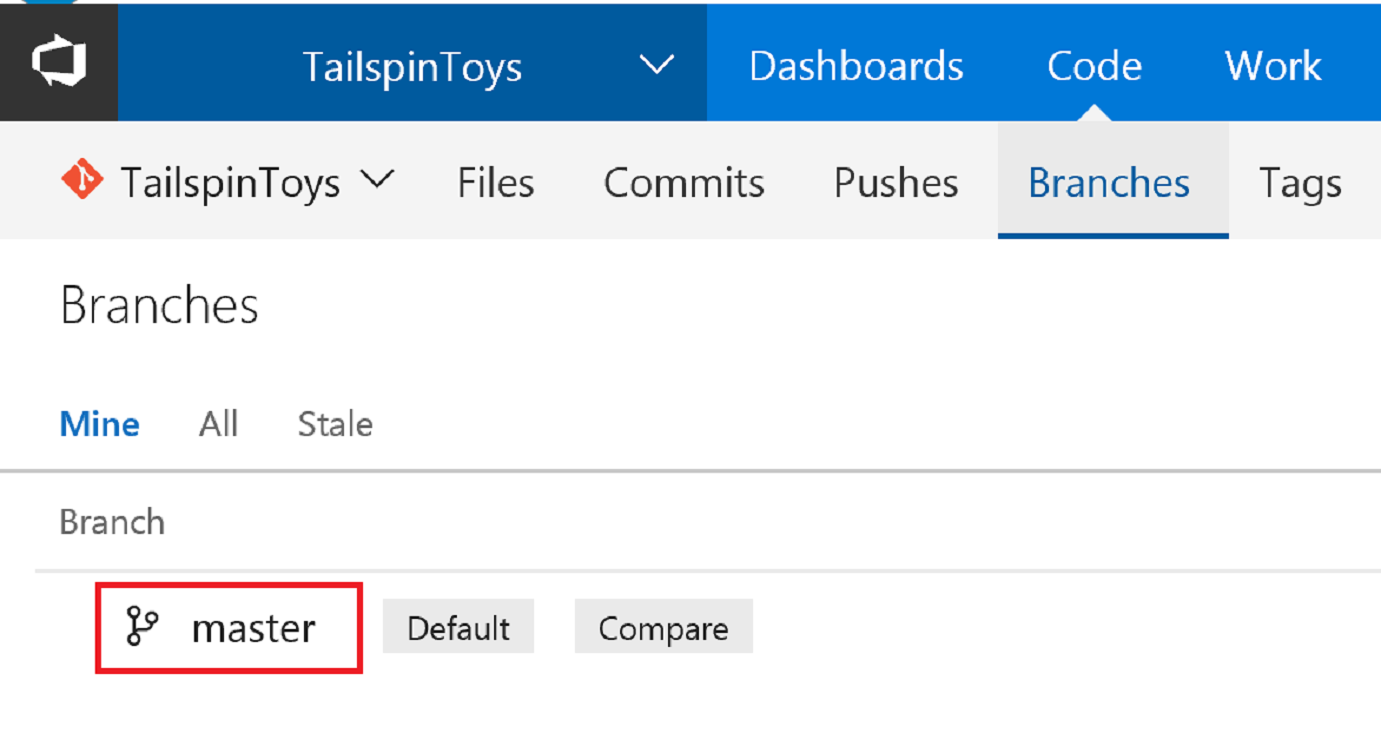 TailspinToys Dashboards Code Work
TailspinToys Files Commits Pushes Branches Tags
Branches
Mine All Stale
Branch
master Default Compare